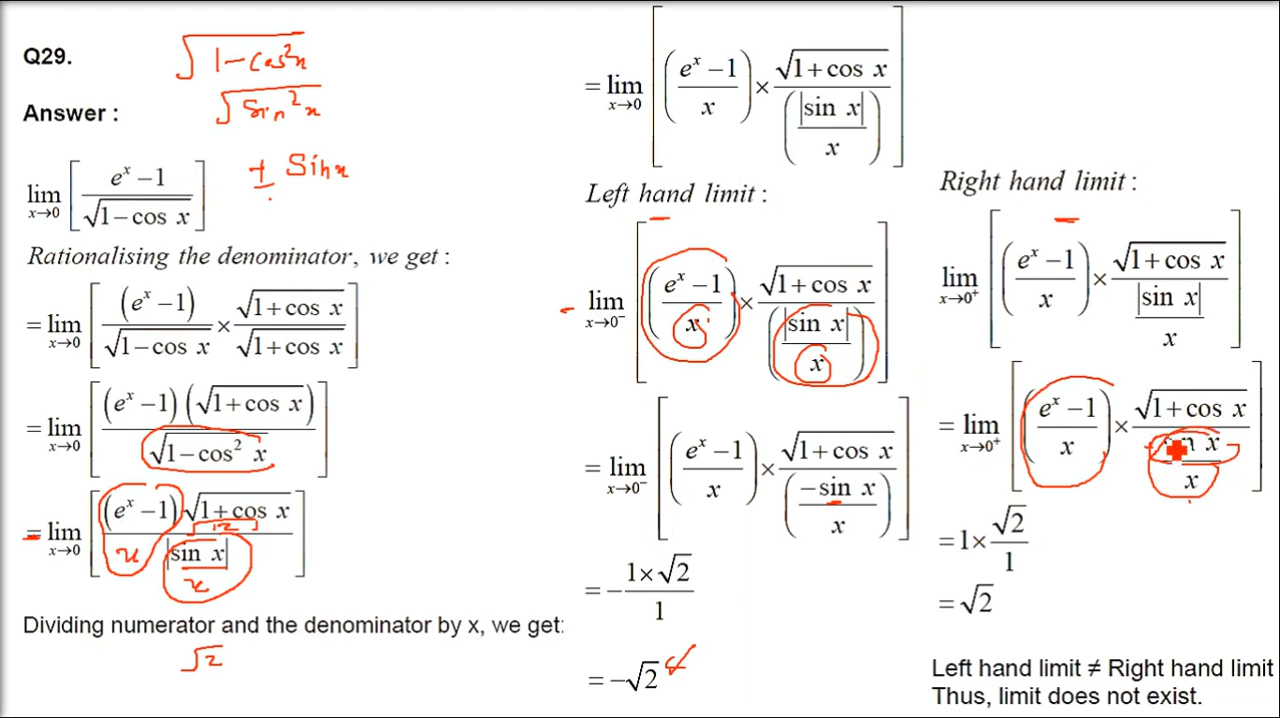 Q29.
√(1-cos²x)
√(sin²x)
Answer :
± Sinx
lim x→0 [ (eˣ − 1) / √(1−cos x) ]
Rationalising the denominator, we get :
= lim x→0 [ (eˣ −1) / √(1−cos x) × √(1+cos x) / √(1+cos x) ]
= lim x→0 [ (eˣ −1)(√(1+cos x)) / √(1−cos² x) ]
= lim x→0 [ (eˣ −1)√(1+cos x) / |sin x| ]
√2
x
x
Dividing numerator and the denominator by x, we get:
√2
= lim x→0 [ ((eˣ −1)/x) × √(1+cos x) / (|sin x|/x) ]
Left hand limit :
lim x→0⁻ [ ((eˣ −1)/x) × √(1+cos x) / (|sin x|/x) ]
= lim x→0⁻ [ ((eˣ −1)/x) × √(1+cos x) / (−sin x/x) ]
= − (1×√2)/1
= −√2
Right hand limit :
lim x→0⁺ [ ((eˣ −1)/x) × √(1+cos x) / (|sin x|/x) ]
= lim x→0⁺ [ ((eˣ −1)/x) × √(1+cos x) / (n x/x) ]
= 1× √2/1
= √2
Left hand limit ≠ Right hand limit
Thus, limit does not exist.